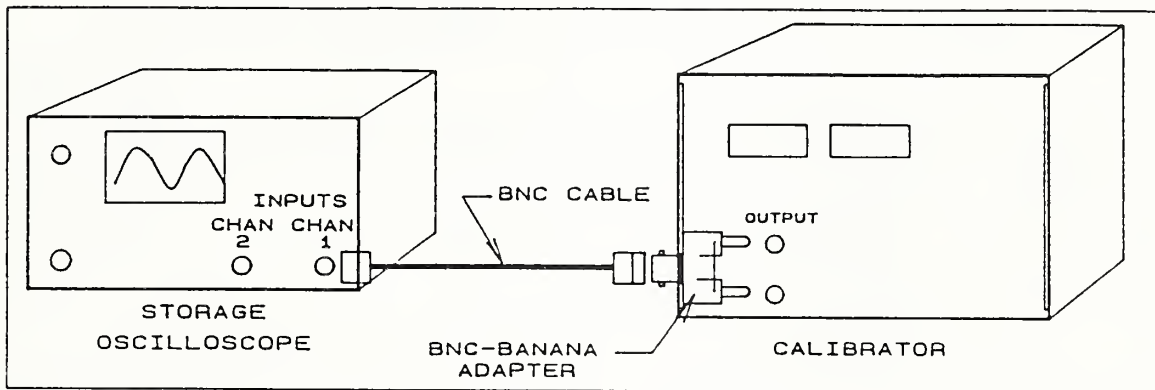 INPUTS
CHAN CHAN
2 1
STORAGE
OSCILLOSCOPE
BNC CABLE
BNC-BANANA
ADAPTER
OUTPUT
CALIBRATOR